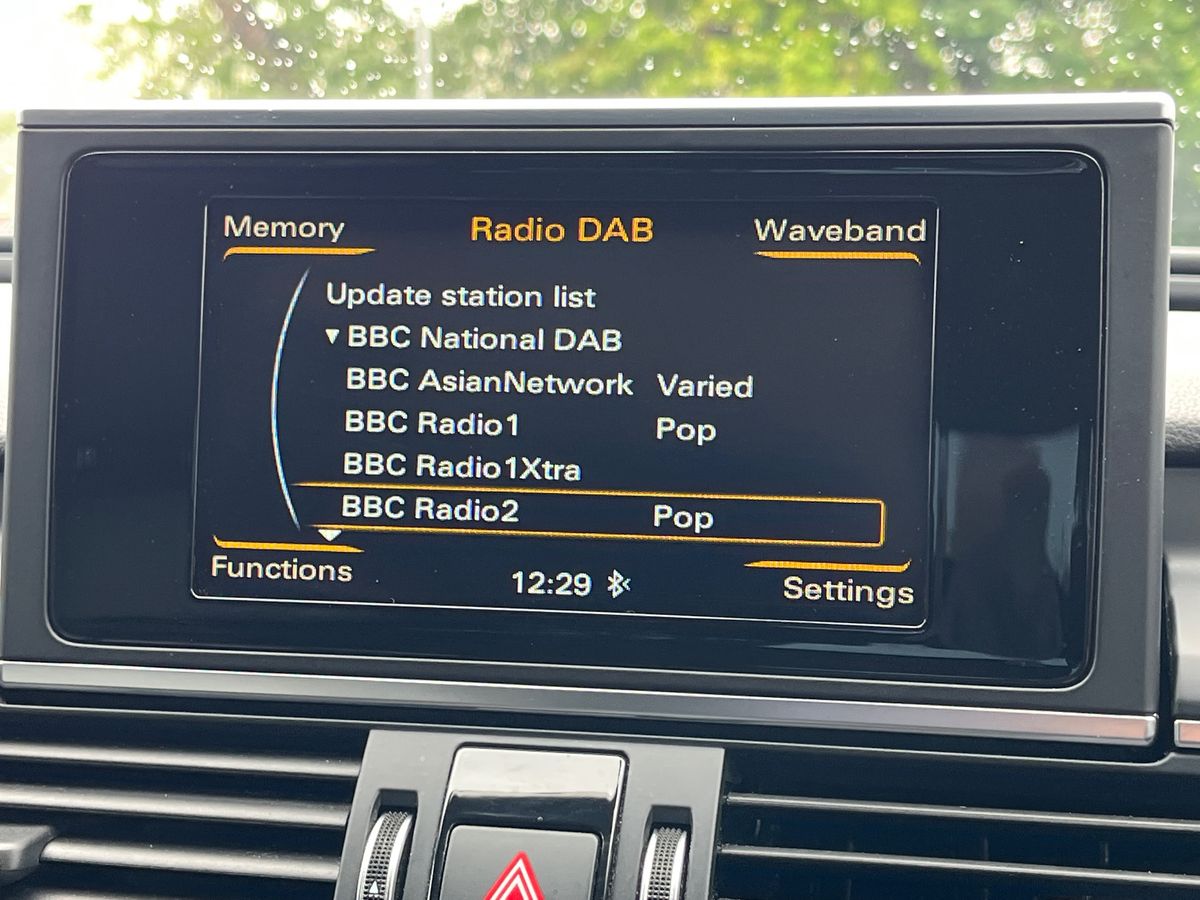 Memory
Radio DAB
Waveband
Update station list
▼ BBC National DAB
BBC AsianNetwork Varied
BBC Radio1 Pop
BBC Radio1Xtra
BBC Radio2 Pop
Functions
12:29
Settings